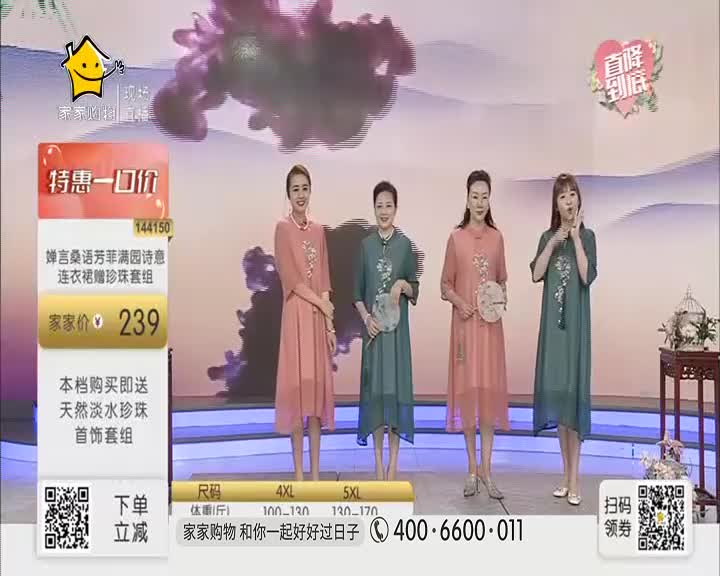 家家购物
现场
直播
直降
到底
特惠一口价
144150
婵言桑语芳菲满园诗意
连衣裙赠珍珠套组
家家价 ¥ 239
本档购买即送
天然淡水珍珠
首饰套组
下单
立减
尺码 4XL 5XL
体重(斤) 100-130 130-170
家家购物 和你一起好好过日子
400·6600·011
扫码
领券